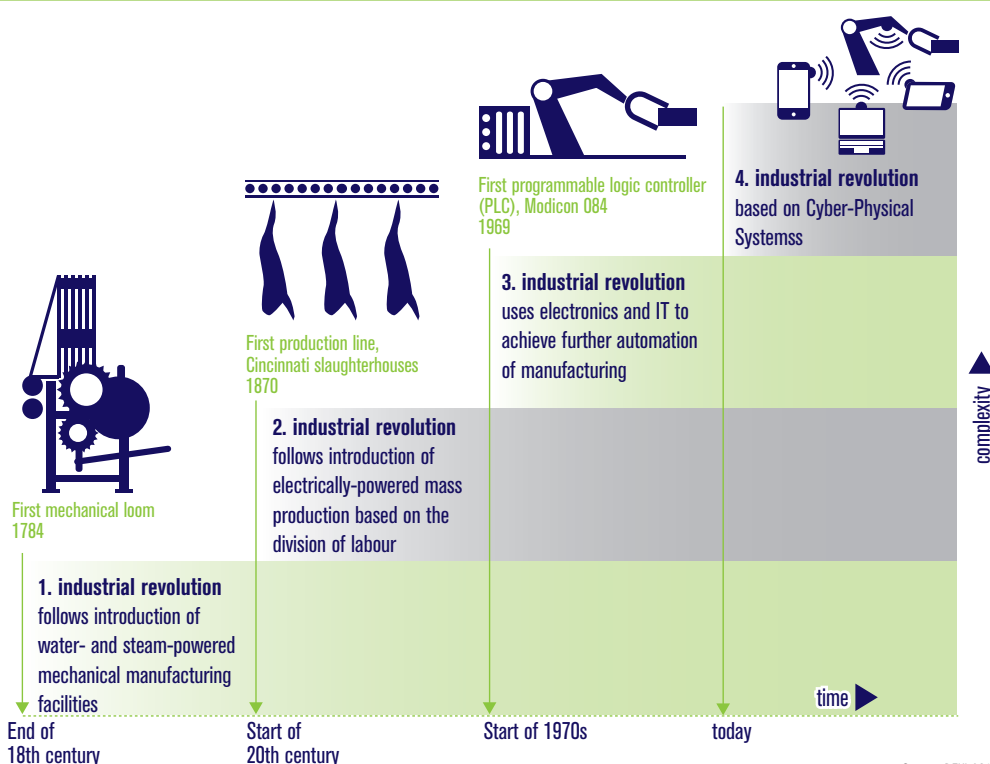 First mechanical loom
1784
1. industrial revolution
follows introduction of
water- and steam-powered
mechanical manufacturing
facilities
End of
18th century
First production line,
Cincinnati slaughterhouses
1870
2. industrial revolution
follows introduction of
electrically-powered mass
production based on the
division of labour
Start of
20th century
First programmable logic controller
(PLC), Modicon 084
1969
3. industrial revolution
uses electronics and IT to
achieve further automation
of manufacturing
Start of 1970s
4. industrial revolution
based on Cyber-Physical
Systemss
today
time
complexity